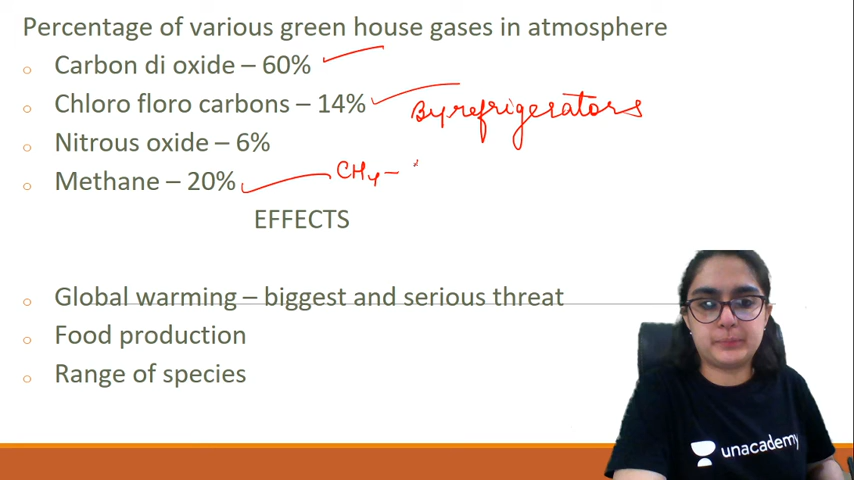 Percentage of various green house gases in atmosphere
○ Carbon di oxide – 60%
○ Chloro floro carbons – 14% By refrigerators
○ Nitrous oxide – 6%
○ Methane – 20% CH4 –
EFFECTS
○ Global warming – biggest and serious threat
○ Food production
○ Range of species
unacademy